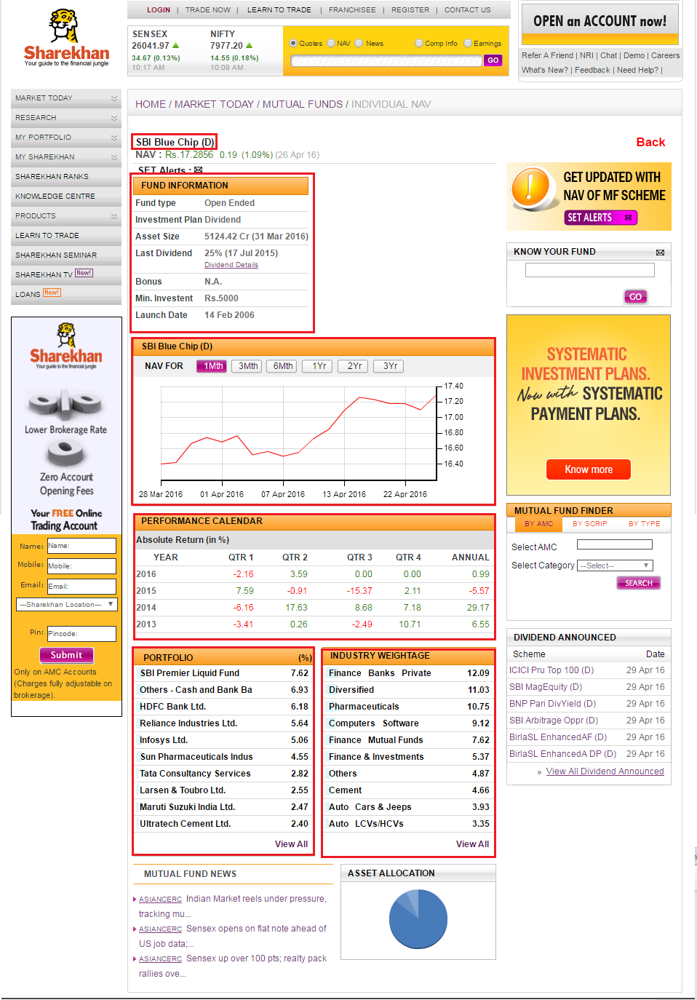 LOGIN | TRADE NOW | LEARN TO TRADE | FRANCHISEE | REGISTER | CONTACT US
Sharekhan
Your guide to the financial jungle
SENSEX
26041.97
34.67 (0.13%)
10:17 AM
NIFTY
7977.20
14.55 (0.18%)
10:09 AM
Quotes NAV News Comp Info Earnings
GO
OPEN an ACCOUNT now!
Refer A Friend | NRI | Chat | Demo | Careers
What's New? | Feedback | Need Help? |
MARKET TODAY
RESEARCH
MY PORTFOLIO
MY SHAREKHAN
SHAREKHAN RANKS
KNOWLEDGE CENTRE
PRODUCTS
LEARN TO TRADE
SHAREKHAN SEMINAR
SHAREKHAN TV New!
LOANS New!
Sharekhan
Your guide to the financial jungle
Lower Brokerage Rate
Zero Account
Opening Fees
Your FREE Online
Trading Account
Name: Name:
Mobile: Mobile:
Email: Email:
---Sharekhan Location---
Pin: Pincode:
Submit
Only on AMC Accounts
(Charges fully adjustable on
brokerage).
HOME / MARKET TODAY / MUTUAL FUNDS / INDIVIDUAL NAV
SBI Blue Chip (D)
Back
NAV : Rs.17.2856 0.19 (1.09%) (26 Apr 16)
SET Alerts :
FUND INFORMATION
Fund type Open Ended
Investment Plan Dividend
Asset Size 5124.42 Cr (31 Mar 2016)
Last Dividend 25% (17 Jul 2015)
Dividend Details
Bonus N.A.
Min. Investent Rs.5000
Launch Date 14 Feb 2006
SBI Blue Chip (D)
NAV FOR 1Mth 3Mth 6Mth 1Yr 2Yr 3Yr
17.40
17.20
17.00
16.80
16.60
16.40
28 Mar 2016 01 Apr 2016 07 Apr 2016 13 Apr 2016 22 Apr 2016
PERFORMANCE CALENDAR
Absolute Return (in %)
YEAR QTR 1 QTR 2 QTR 3 QTR 4 ANNUAL
2016 -2.16 3.59 0.00 0.00 0.99
2015 7.59 -0.91 -15.37 2.11 -5.57
2014 -6.16 17.63 8.68 7.18 29.17
2013 -3.41 0.26 -2.49 10.71 6.55
PORTFOLIO (%)
SBI Premier Liquid Fund 7.62
Others - Cash and Bank Ba 6.93
HDFC Bank Ltd. 6.18
Reliance Industries Ltd. 5.64
Infosys Ltd. 5.06
Sun Pharmaceuticals Indus 4.55
Tata Consultancy Services 2.82
Larsen & Toubro Ltd. 2.55
Maruti Suzuki India Ltd. 2.47
Ultratech Cement Ltd. 2.40
View All
INDUSTRY WEIGHTAGE
Finance Banks Private 12.09
Diversified 11.03
Pharmaceuticals 10.75
Computers Software 9.12
Finance Mutual Funds 7.62
Finance & Investments 5.37
Others 4.87
Cement 4.66
Auto Cars & Jeeps 3.93
Auto LCVs/HCVs 3.35
View All
MUTUAL FUND NEWS
ASIANCERC Indian Market reels under pressure,
tracking mu...
ASIANCERC Sensex opens on flat note ahead of
US job data;...
ASIANCERC Sensex up over 100 pts; realty pack
rallies ove...
ASSET ALLOCATION
GET UPDATED WITH
NAV OF MF SCHEME
SET ALERTS
KNOW YOUR FUND
GO
SYSTEMATIC
INVESTMENT PLANS.
Now with SYSTEMATIC
PAYMENT PLANS.
Know more
MUTUAL FUND FINDER
BY AMC BY SCRIP BY TYPE
Select AMC
Select Category --Select--
SEARCH
DIVIDEND ANNOUNCED
Scheme Date
ICICI Pru Top 100 (D) 29 Apr 16
SBI MagEquity (D) 29 Apr 16
BNP Pari DivYield (D) 29 Apr 16
SBI Arbitrage Oppr (D) 29 Apr 16
BirlaSL EnhancedAF (D) 29 Apr 16
BirlaSL EnhancedA DP (D) 29 Apr 16
» View All Dividend Announced